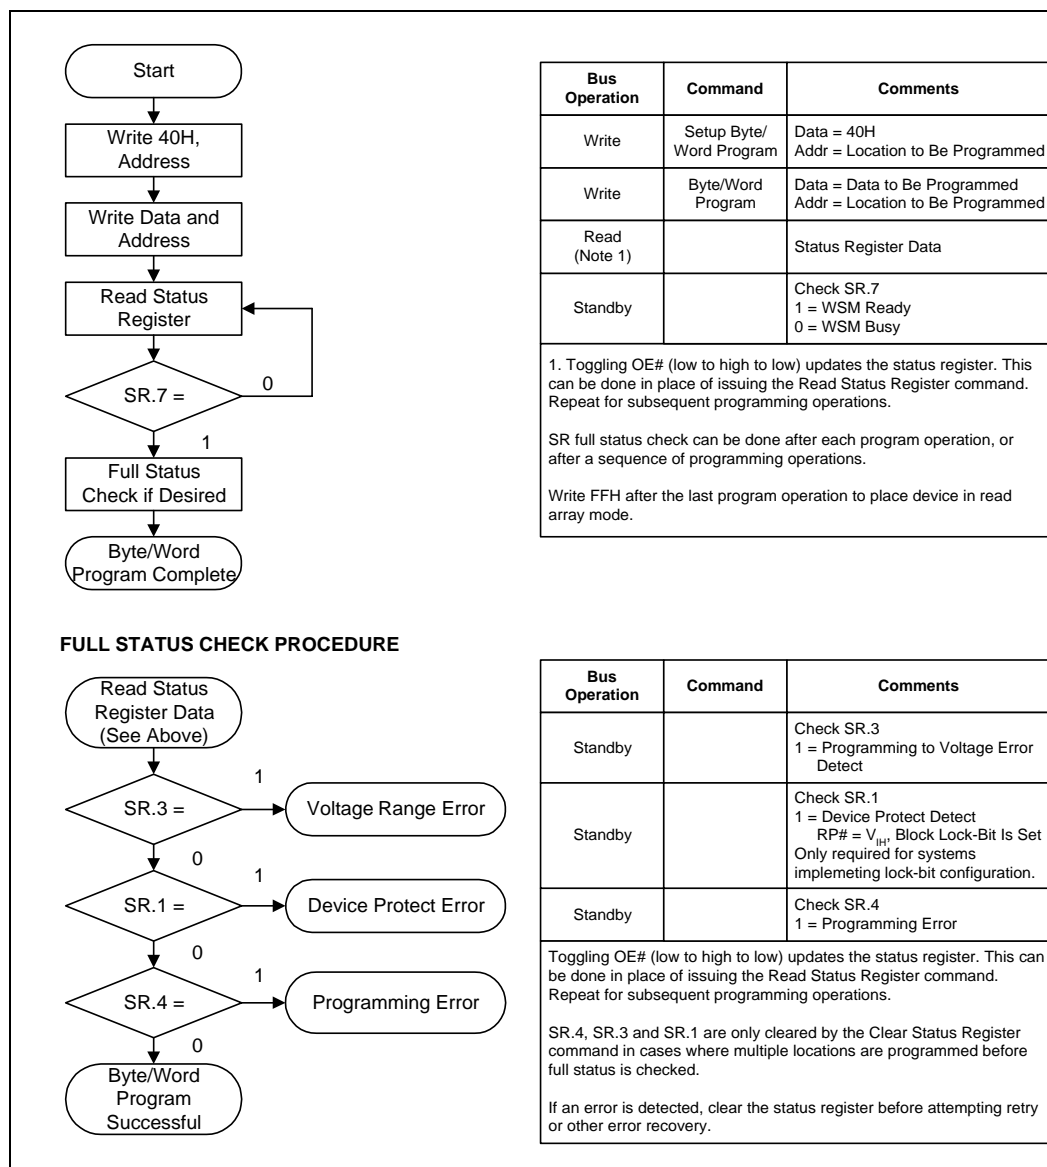 Start
Write 40H,
Address
Write Data and
Address
Read Status
Register
SR.7 =
0
1
Full Status
Check if Desired
Byte/Word
Program Complete
Bus
Operation
Command
Comments
Write
Setup Byte/
Word Program
Data = 40H
Addr = Location to Be Programmed
Write
Byte/Word
Program
Data = Data to Be Programmed
Addr = Location to Be Programmed
Read
(Note 1)
Status Register Data
Standby
Check SR.7
1 = WSM Ready
0 = WSM Busy
1. Toggling OE# (low to high to low) updates the status register. This
can be done in place of issuing the Read Status Register command.
Repeat for subsequent programming operations.
SR full status check can be done after each program operation, or
after a sequence of programming operations.
Write FFH after the last program operation to place device in read
array mode.
FULL STATUS CHECK PROCEDURE
Read Status
Register Data
(See Above)
SR.3 =
1
Voltage Range Error
0
SR.1 =
1
Device Protect Error
0
SR.4 =
1
Programming Error
0
Byte/Word
Program
Successful
Bus
Operation
Command
Comments
Standby
Check SR.3
1 = Programming to Voltage Error
Detect
Standby
Check SR.1
1 = Device Protect Detect
RP# = VIH, Block Lock-Bit Is Set
Only required for systems
implemeting lock-bit configuration.
Standby
Check SR.4
1 = Programming Error
Toggling OE# (low to high to low) updates the status register. This can
be done in place of issuing the Read Status Register command.
Repeat for subsequent programming operations.
SR.4, SR.3 and SR.1 are only cleared by the Clear Status Register
command in cases where multiple locations are programmed before
full status is checked.
If an error is detected, clear the status register before attempting retry
or other error recovery.